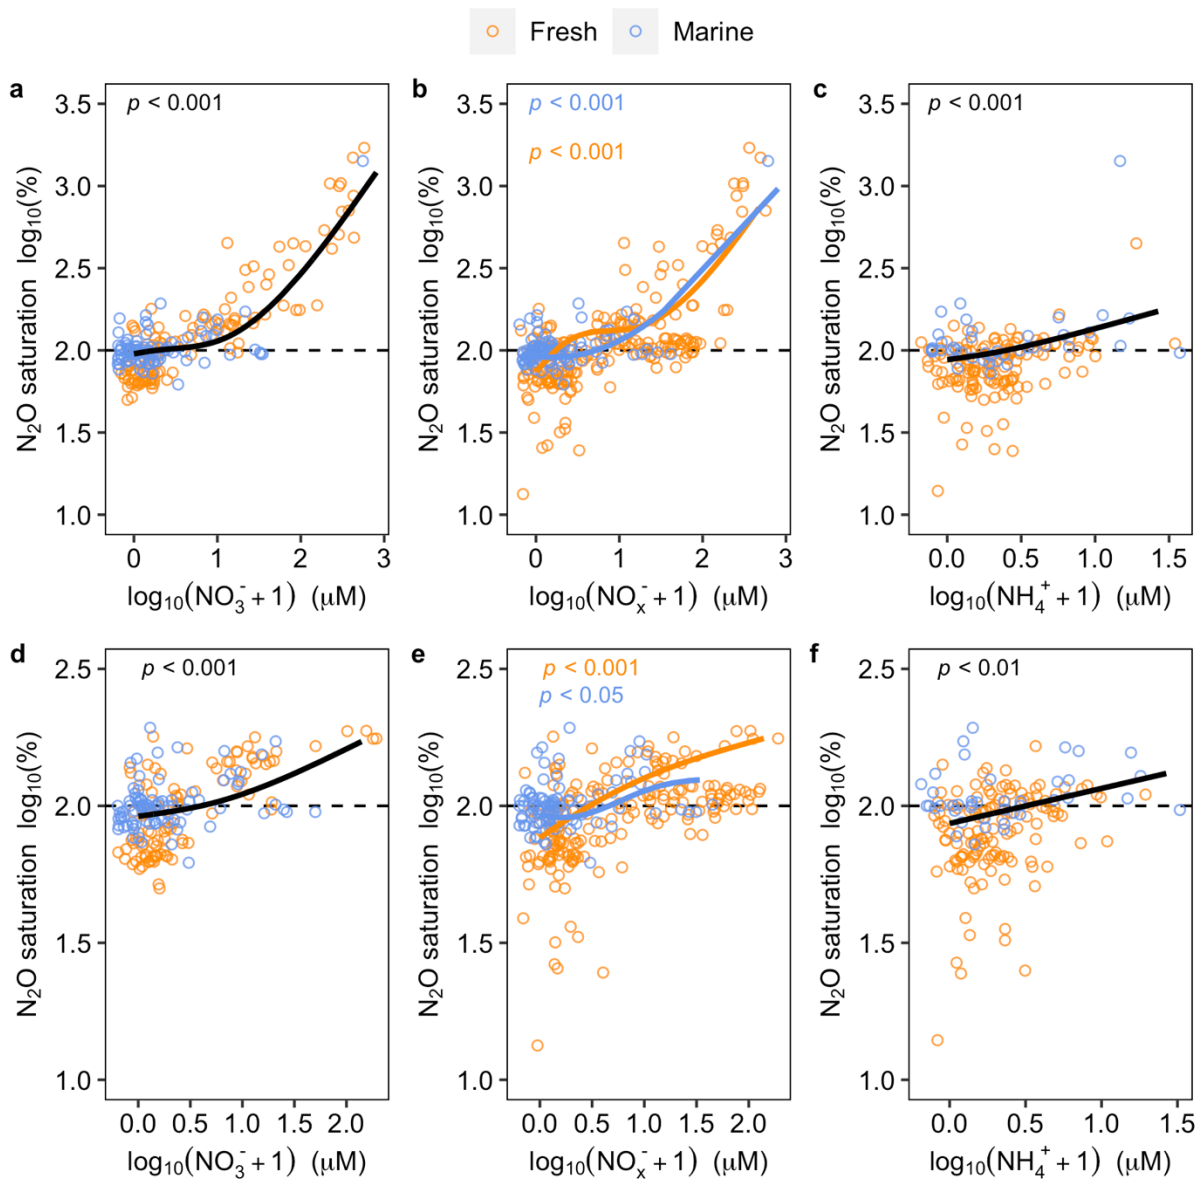 Fresh Marine
a b c
p < 0.001
p < 0.001
p < 0.001
p < 0.001
3.5
3.0
2.5
2.0
1.5
1.0
N₂O saturation log₁₀(%)
0 1 2 3
log₁₀(NO₃⁻ + 1) (μM)
3.5
3.0
2.5
2.0
1.5
1.0
N₂O saturation log₁₀(%)
0 1 2 3
log₁₀(NOₓ⁻ + 1) (μM)
3.5
3.0
2.5
2.0
1.5
1.0
N₂O saturation log₁₀(%)
0.0 0.5 1.0 1.5
log₁₀(NH₄⁺ + 1) (μM)
d e f
p < 0.001
p < 0.001
p < 0.05
p < 0.01
2.5
2.0
1.5
1.0
N₂O saturation log₁₀(%)
0.0 0.5 1.0 1.5 2.0
log₁₀(NO₃⁻ + 1) (μM)
2.5
2.0
1.5
1.0
N₂O saturation log₁₀(%)
0.0 0.5 1.0 1.5 2.0
log₁₀(NOₓ⁻ + 1) (μM)
2.5
2.0
1.5
1.0
N₂O saturation log₁₀(%)
0.0 0.5 1.0 1.5
log₁₀(NH₄⁺ + 1) (μM)